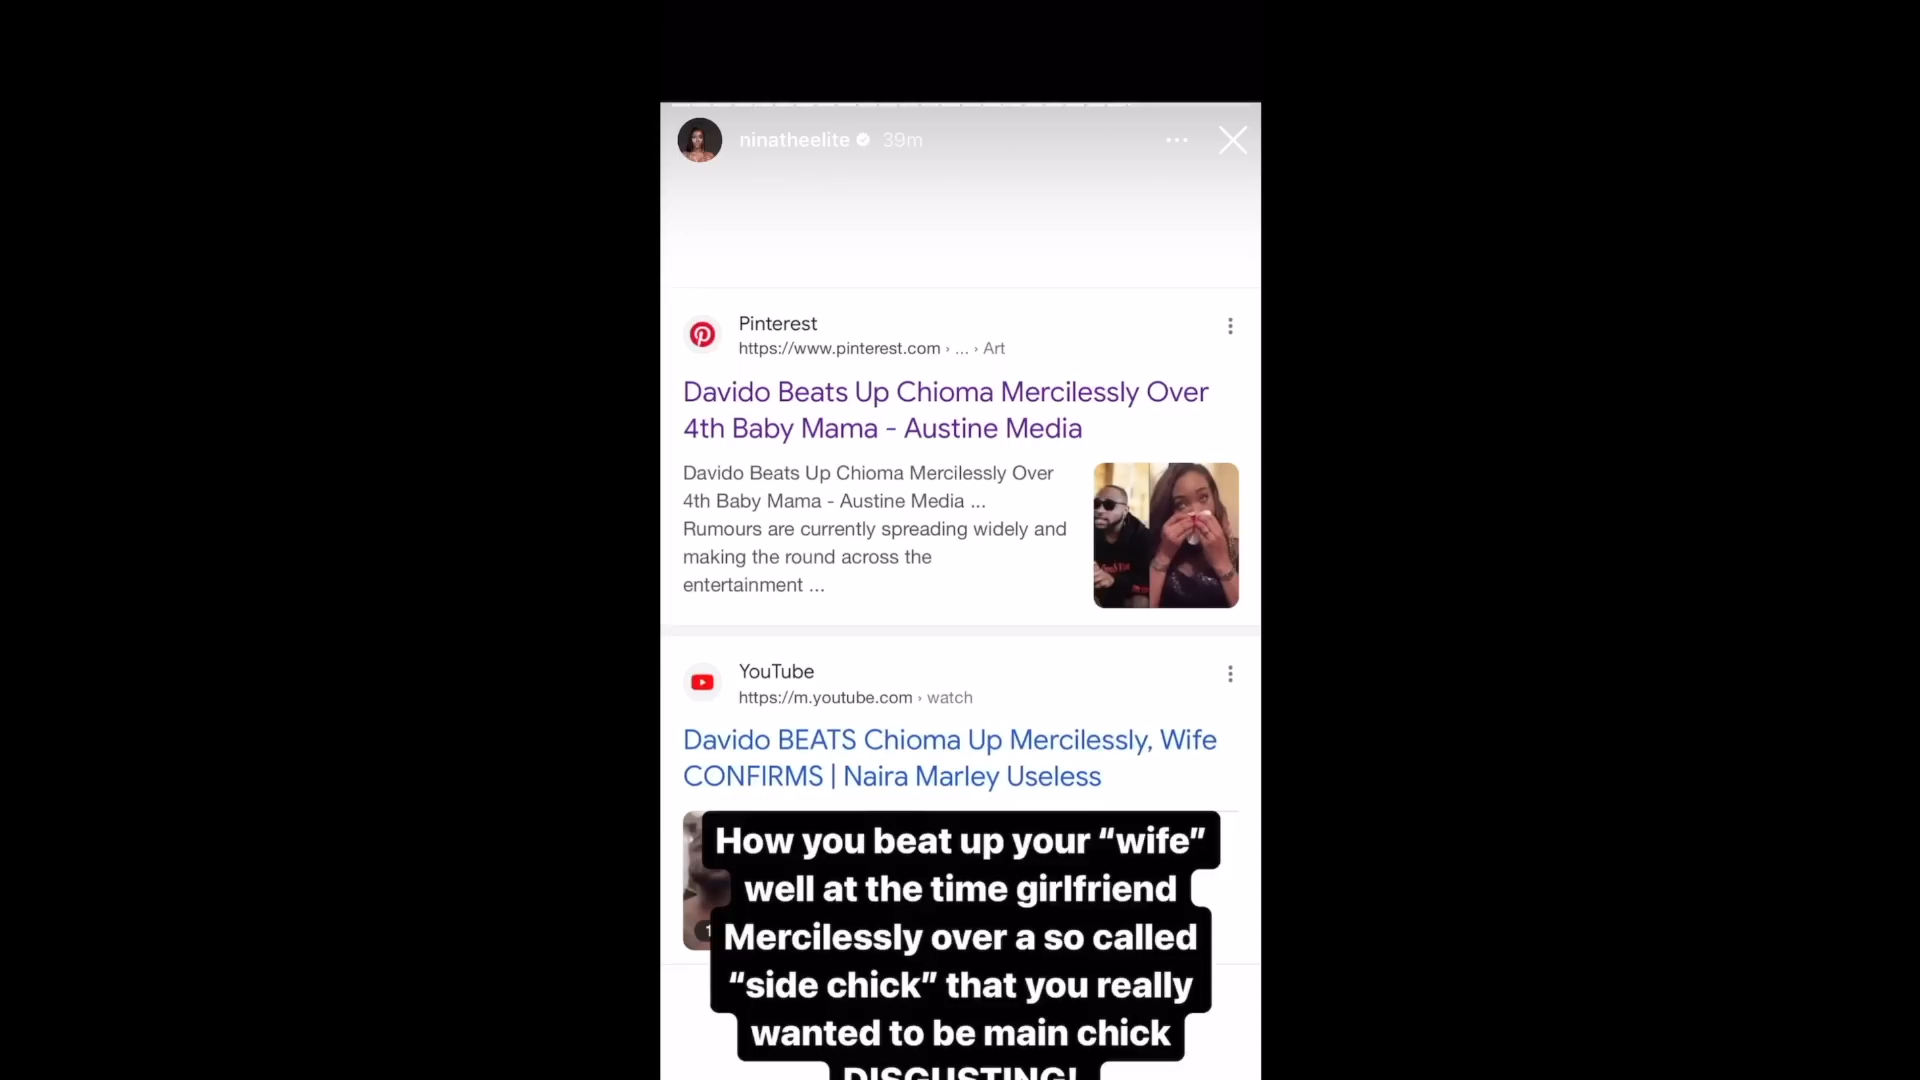 ninatheelite 39m
Pinterest
https://www.pinterest.com › ... › Art
Davido Beats Up Chioma Mercilessly Over
4th Baby Mama - Austine Media
Davido Beats Up Chioma Mercilessly Over
4th Baby Mama - Austine Media ...
Rumours are currently spreading widely and
making the round across the
entertainment ...
YouTube
https://m.youtube.com › watch
Davido BEATS Chioma Up Mercilessly, Wife
CONFIRMS | Naira Marley Useless
How you beat up your “wife”
well at the time girlfriend
Mercilessly over a so called
“side chick” that you really
wanted to be main chick
DISGUSTING!